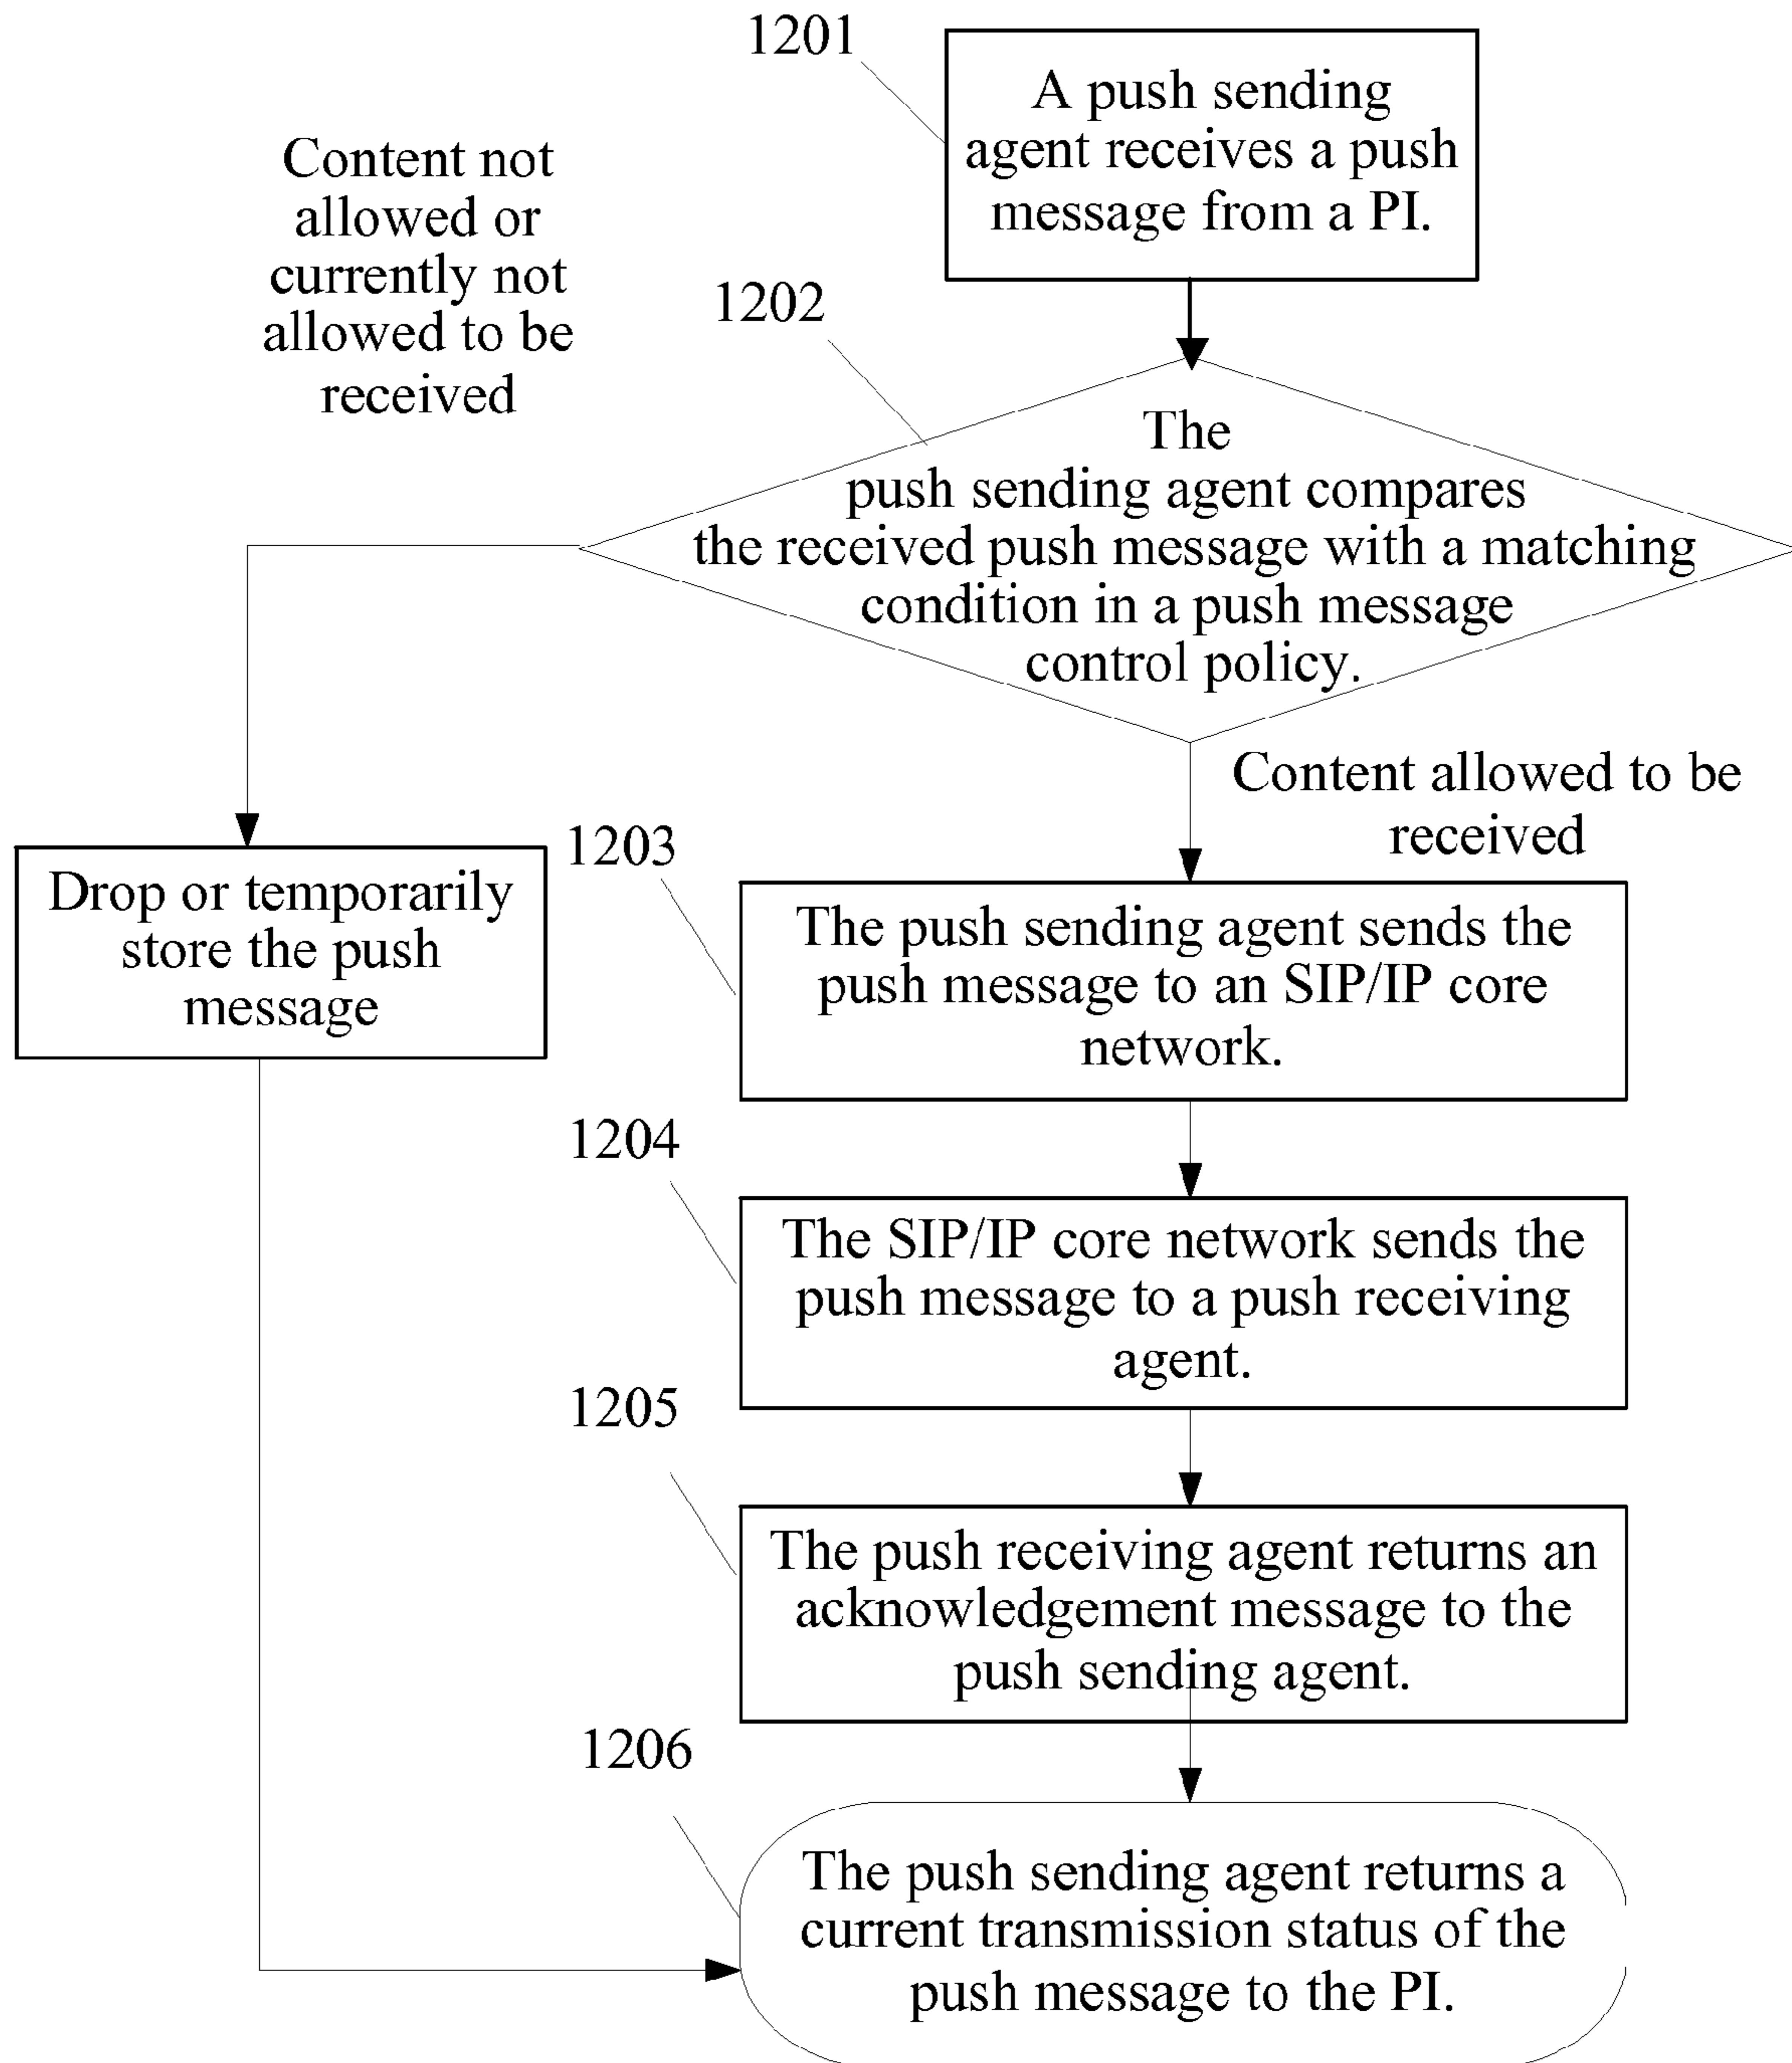 1201
A push sending
agent receives a push
message from a PI.
Content not
allowed or
currently not
allowed to be
received
1202
The
push sending agent compares
the received push message with a matching
condition in a push message
control policy.
Content allowed to be
received
Drop or temporarily
store the push
message
1203
The push sending agent sends the
push message to an SIP/IP core
network.
1204
The SIP/IP core network sends the
push message to a push receiving
agent.
1205
The push receiving agent returns an
acknowledgement message to the
push sending agent.
1206
The push sending agent returns a
current transmission status of the
push message to the PI.